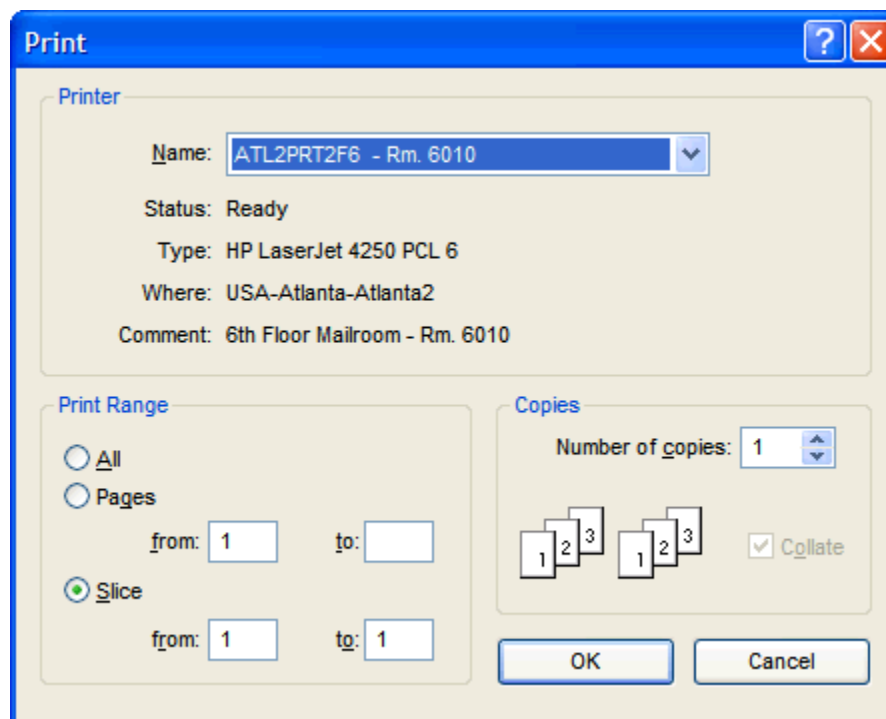 Print
Printer
Name: ATL2PRT2F6 - Rm. 6010
Status: Ready
Type: HP LaserJet 4250 PCL 6
Where: USA-Atlanta-Atlanta2
Comment: 6th Floor Mailroom - Rm. 6010
Print Range
All
Pages
from: 1 to:
Slice
from: 1 to: 1
Copies
Number of copies: 1
1 2 3 1 2 3
Collate
OK Cancel